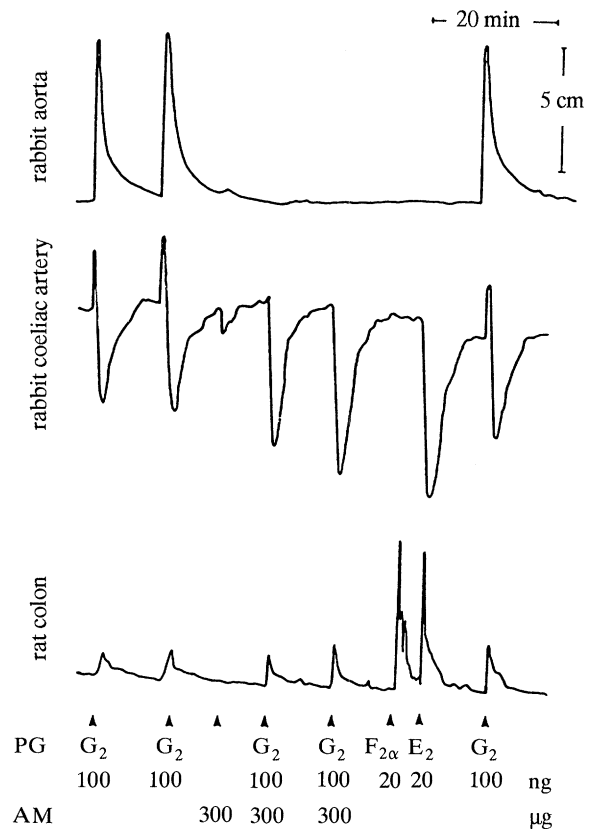 20 min
5 cm
rabbit aorta
rabbit coeliac artery
rat colon
PG G₂ G₂ G₂ G₂ F₂α E₂ G₂
100 100 100 100 20 20 100 ng
AM 300 300 300 µg